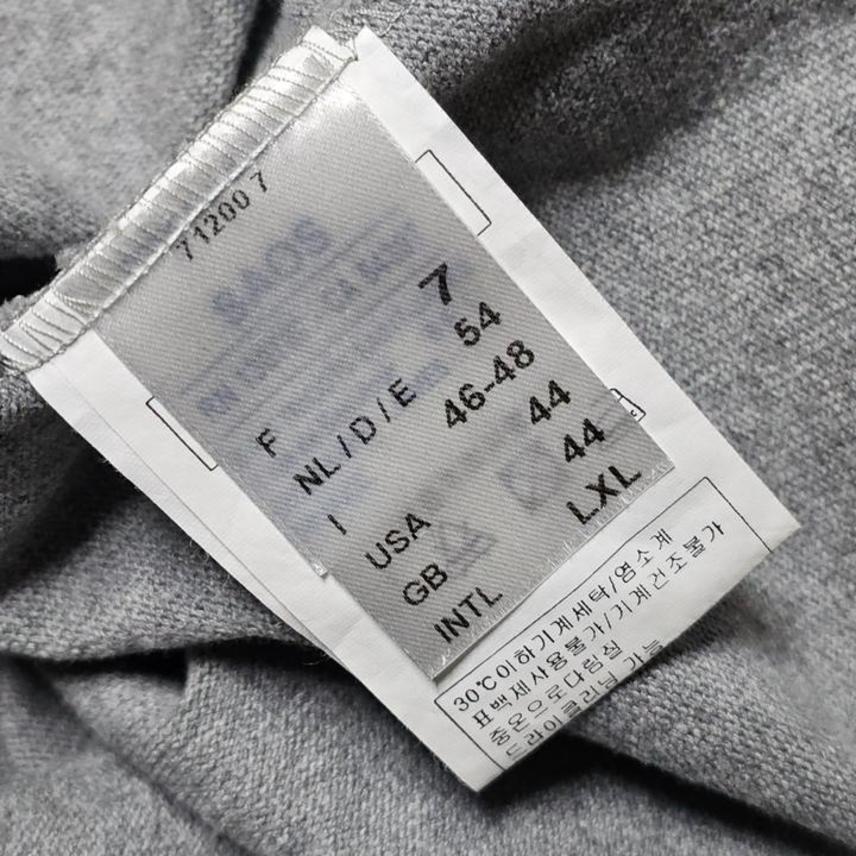 71200 7
F 7
NL / D / E 54
I 46-48
USA 44
GB 44
INTL. LXL
30℃이하기계세탁/염소계
표백제사용불가/기계건조불가
중온으로다림질
드라이클리닝 가능